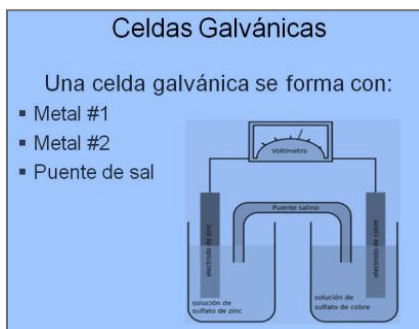 Celdas Galvánicas
Una celda galvánica se forma con:
▪ Metal #1
▪ Metal #2
▪ Puente de sal
Voltímetro
Puente salino
electrodo de zinc
electrodo de cobre
solución de
sulfato de zinc
solución de
sulfato de cobre